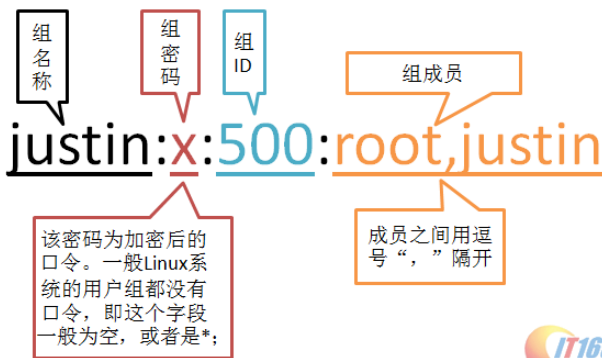 组名称
组密码
组ID
组成员
justin:x:500:root,justin
该密码为加密后的
口令。一般Linux系
统的用户组都没有
口令，即这个字段
一般为空，或者是*；
成员之间用逗
号“，”隔开
IT16